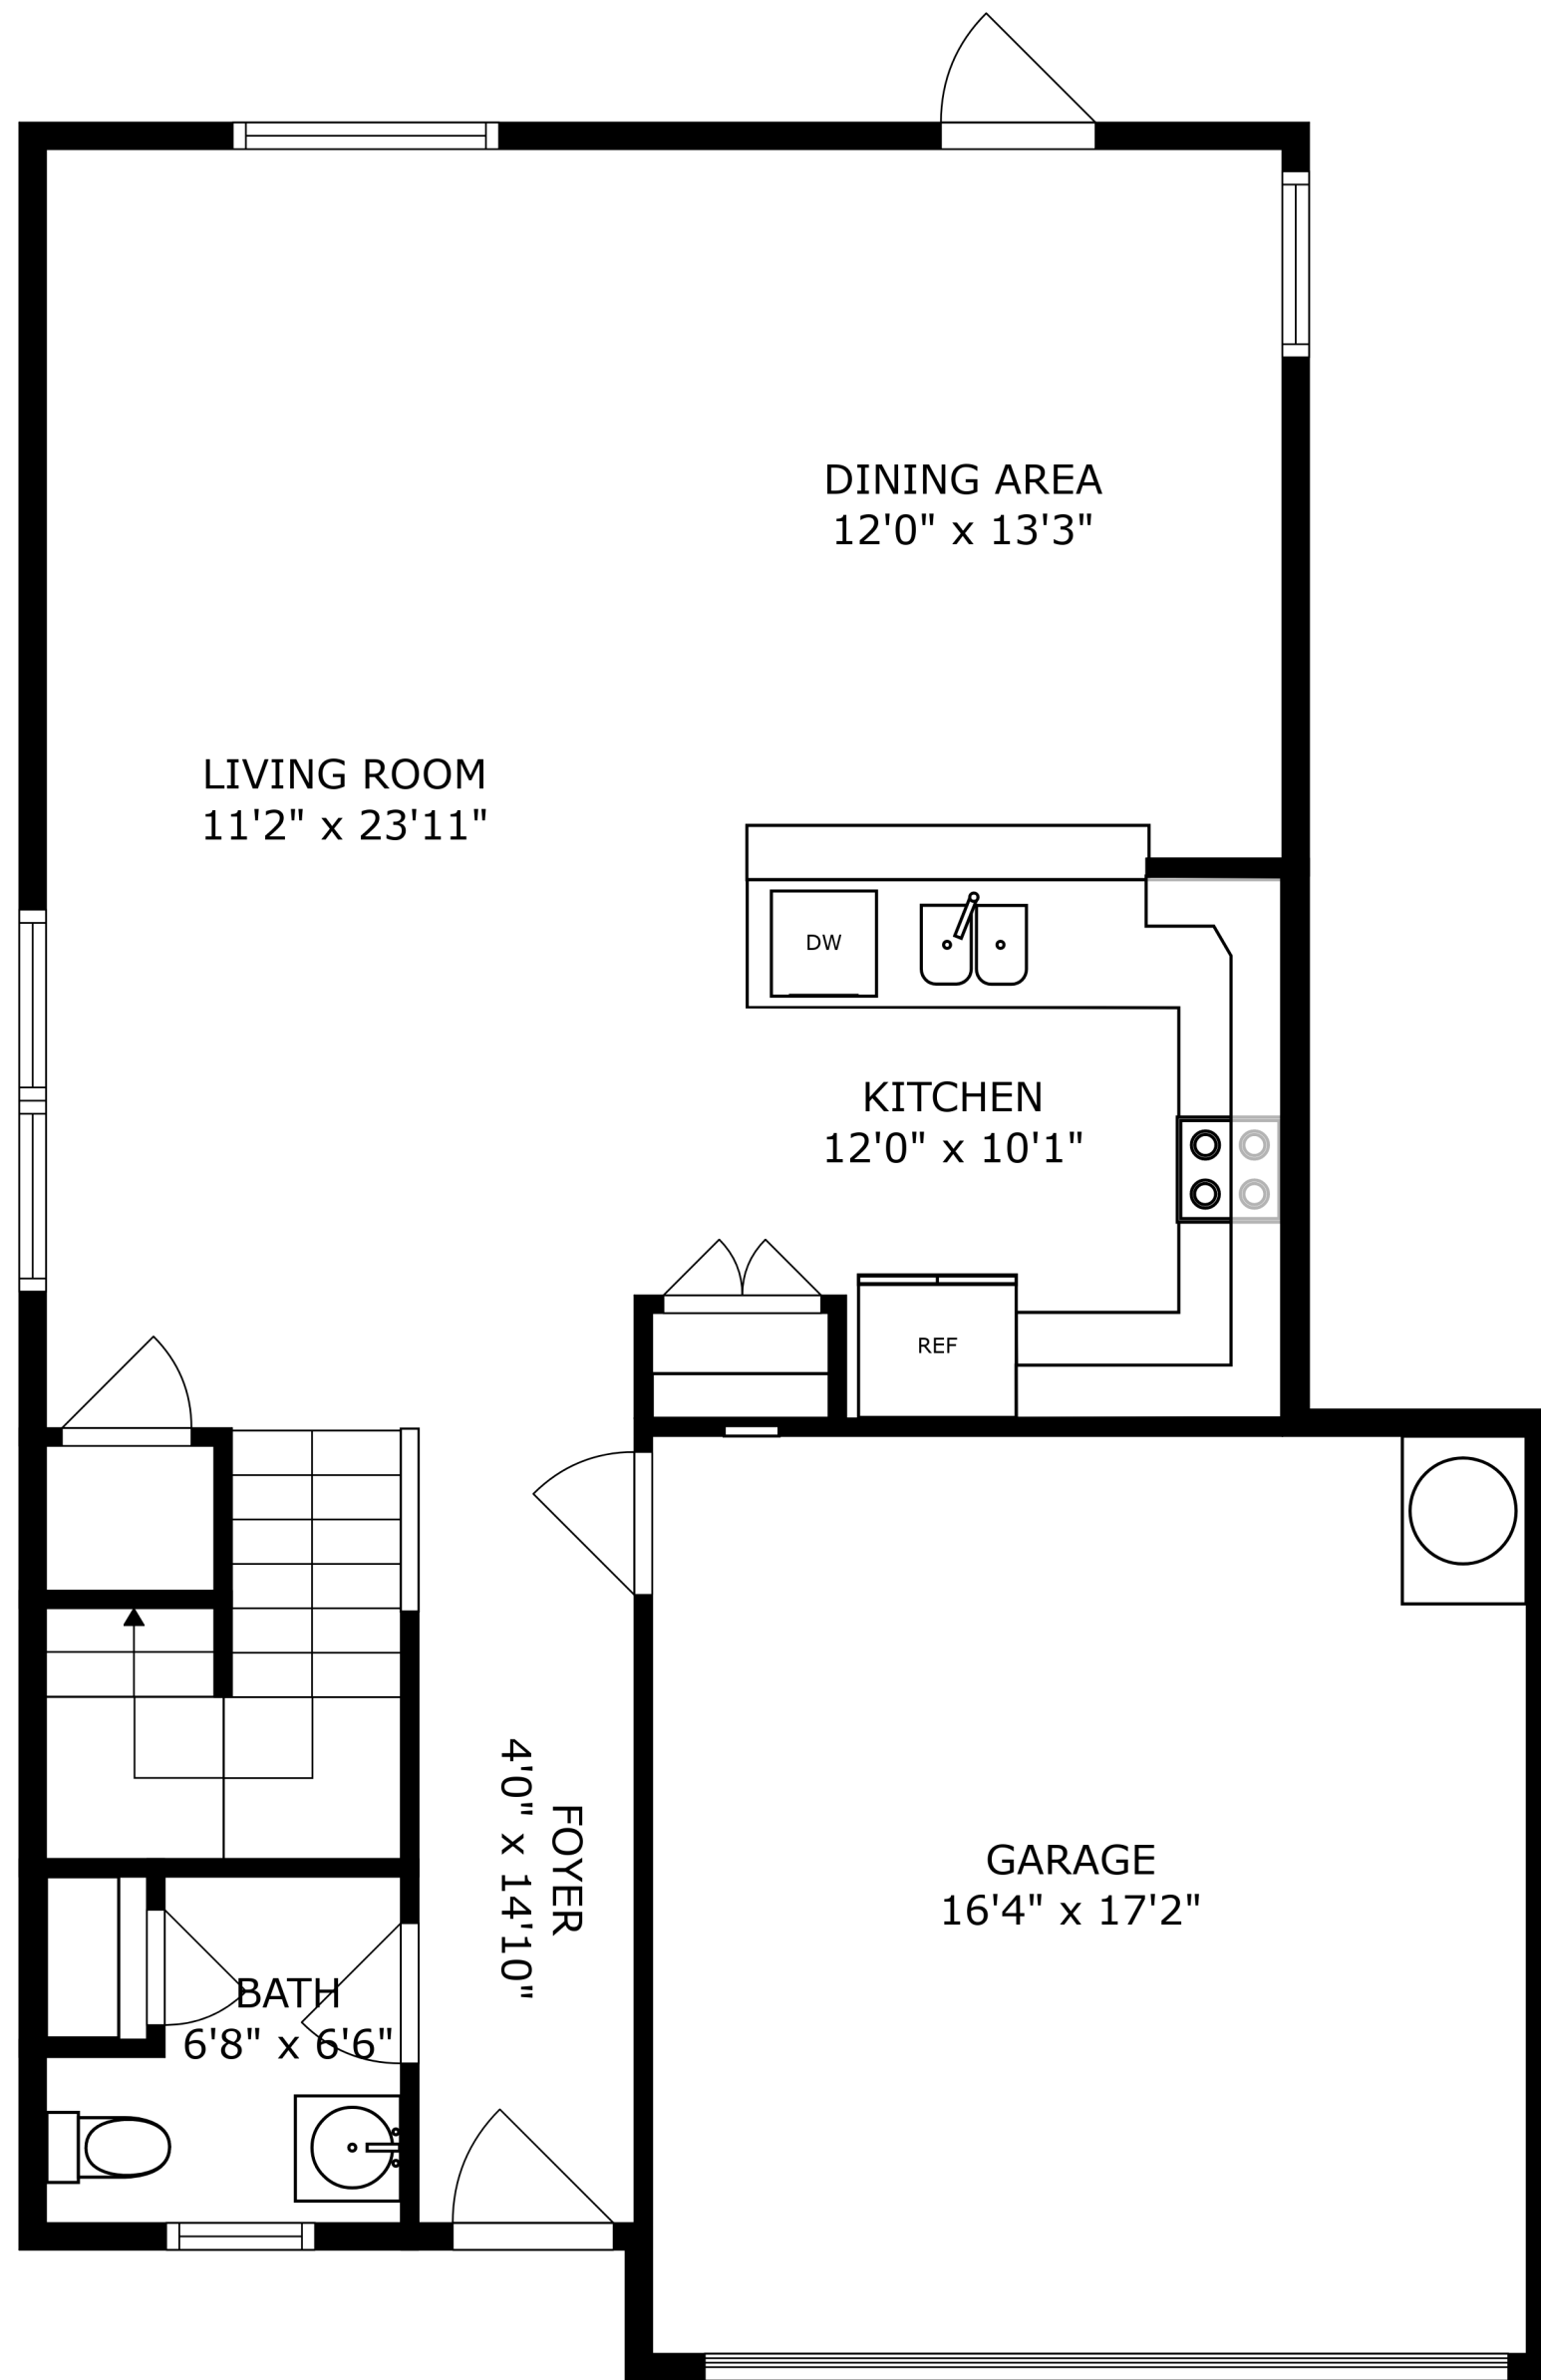 DINING AREA
12'0" x 13'3"
LIVING ROOM
11'2" x 23'11"
DW
KITCHEN
12'0" x 10'1"
REF
FOYER
4'0" x 14'10"
GARAGE
16'4" x 17'2"
BATH
6'8" x 6'6"